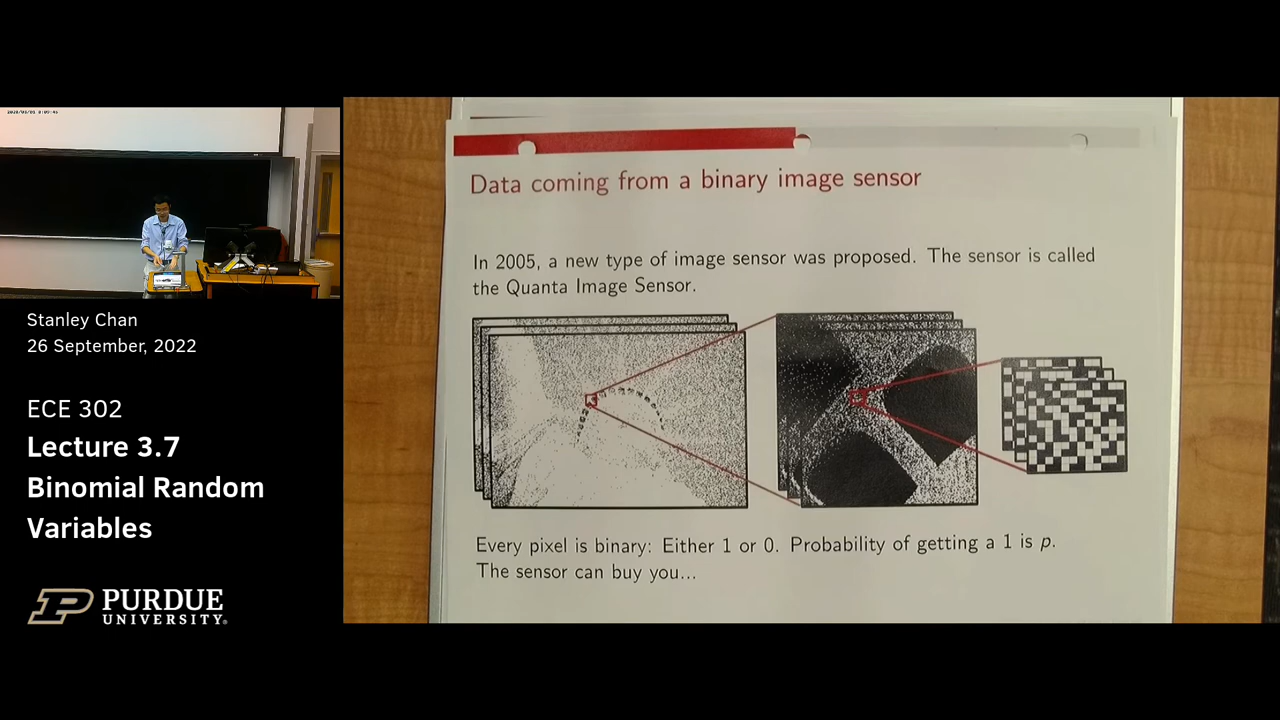 Stanley Chan
26 September, 2022
ECE 302
Lecture 3.7
Binomial Random
Variables
PURDUE
UNIVERSITY®
Data coming from a binary image sensor
In 2005, a new type of image sensor was proposed. The sensor is called
the Quanta Image Sensor.
Every pixel is binary: Either 1 or 0. Probability of getting a 1 is p.
The sensor can buy you...